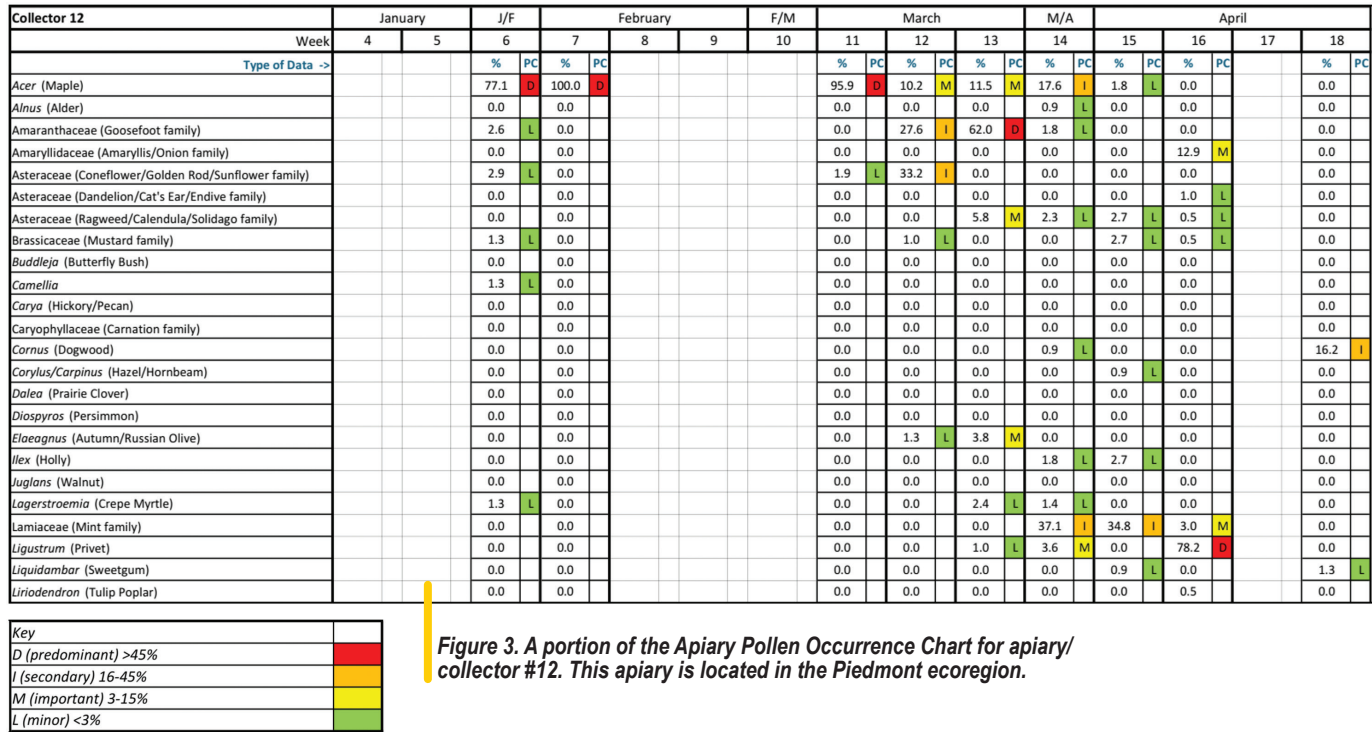 Collector 12 January J/F February F/M March M/A April
Week 4 5 6 7 8 9 10 11 12 13 14 15 16 17 18
Type of Data -> % PC % PC % PC % PC % PC % PC % PC % PC % PC
Acer (Maple) 77.1 D 100.0 D 95.9 D 10.2 M 11.5 M 17.6 I 1.8 L 0.0 0.0
Alnus (Alder) 0.0 0.0 0.0 0.0 0.0 0.9 L 0.0 0.0 0.0
Amaranthaceae (Goosefoot family) 2.6 L 0.0 0.0 27.6 I 62.0 D 1.8 L 0.0 0.0 0.0
Amaryllidaceae (Amaryllis/Onion family) 0.0 0.0 0.0 0.0 0.0 0.0 0.0 12.9 M 0.0
Asteraceae (Coneflower/Golden Rod/Sunflower family) 2.9 L 0.0 1.9 L 33.2 I 0.0 0.0 0.0 0.0 0.0
Asteraceae (Dandelion/Cat's Ear/Endive family) 0.0 0.0 0.0 0.0 0.0 0.0 0.0 1.0 L 0.0
Asteraceae (Ragweed/Calendula/Solidago family) 0.0 0.0 0.0 0.0 5.8 M 2.3 L 2.7 L 0.5 L 0.0
Brassicaceae (Mustard family) 1.3 L 0.0 0.0 1.0 L 0.0 0.0 2.7 L 0.5 L 0.0
Buddleja (Butterfly Bush) 0.0 0.0 0.0 0.0 0.0 0.0 0.0 0.0 0.0
Camellia 1.3 L 0.0 0.0 0.0 0.0 0.0 0.0 0.0 0.0
Carya (Hickory/Pecan) 0.0 0.0 0.0 0.0 0.0 0.0 0.0 0.0 0.0
Caryophyllaceae (Carnation family) 0.0 0.0 0.0 0.0 0.0 0.0 0.0 0.0 0.0
Cornus (Dogwood) 0.0 0.0 0.0 0.0 0.0 0.9 L 0.0 0.0 16.2 I
Corylus/Carpinus (Hazel/Hornbeam) 0.0 0.0 0.0 0.0 0.0 0.0 0.9 L 0.0 0.0
Dalea (Prairie Clover) 0.0 0.0 0.0 0.0 0.0 0.0 0.0 0.0 0.0
Diospyros (Persimmon) 0.0 0.0 0.0 0.0 0.0 0.0 0.0 0.0 0.0
Elaeagnus (Autumn/Russian Olive) 0.0 0.0 0.0 1.3 L 3.8 M 0.0 0.0 0.0 0.0
Ilex (Holly) 0.0 0.0 0.0 0.0 0.0 1.8 L 2.7 L 0.0 0.0
Juglans (Walnut) 0.0 0.0 0.0 0.0 0.0 0.0 0.0 0.0 0.0
Lagerstroemia (Crepe Myrtle) 1.3 L 0.0 0.0 0.0 2.4 L 1.4 L 0.0 0.0 0.0
Lamiaceae (Mint family) 0.0 0.0 0.0 0.0 0.0 37.1 I 34.8 I 3.0 M 0.0
Ligustrum (Privet) 0.0 0.0 0.0 0.0 1.0 L 3.6 M 0.0 78.2 D 0.0
Liquidambar (Sweetgum) 0.0 0.0 0.0 0.0 0.0 0.0 0.9 L 0.0 1.3 L
Liriodendron (Tulip Poplar) 0.0 0.0 0.0 0.0 0.0 0.0 0.0 0.5 0.0
Key
D (predominant) >45%
I (secondary) 16-45%
M (important) 3-15%
L (minor) <3%
Figure 3. A portion of the Apiary Pollen Occurrence Chart for apiary/
collector #12. This apiary is located in the Piedmont ecoregion.